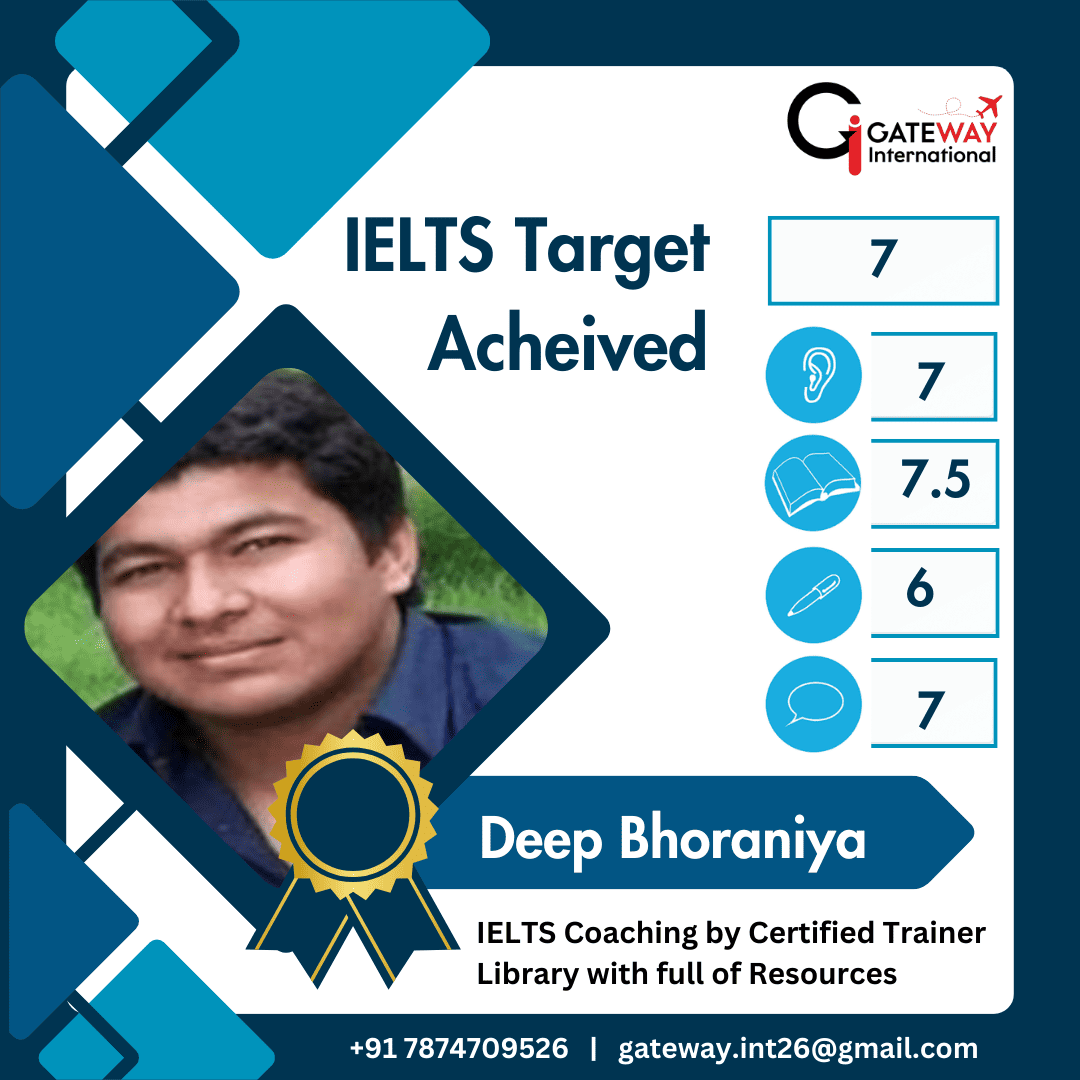 Gi GATEWAY
International
IELTS Target
Acheived
7
7
7.5
6
7
Deep Bhoraniya
IELTS Coaching by Certified Trainer
Library with full of Resources
+91 7874709526 | gateway.int26@gmail.com